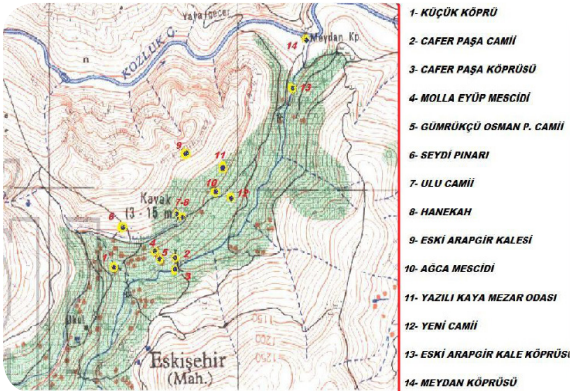 Kp.
14
Meydan Kp.
KOZLUK Ç.
13
9
11
10
12
Kavak
13 - 15 m.
7-8
6
4
5
2
1
3
Okul
Eskişehir
(Mah.)
1- KÜÇÜK KÖPRÜ
2- CAFER PAŞA CAMİİ
3- CAFER PAŞA KÖPRÜSÜ
4- MOLLA EYÜP MESCİDİ
5- GÜMRÜKÇÜ OSMAN P. CAMİİ
6- SEYDİ PINARI
7- ULU CAMİİ
8- HANEKAH
9- ESKİ ARAPGİR KALESİ
10- AĞCA MESCİDİ
11- YAZILI KAYA MEZAR ODASI
12- YENİ CAMİİ
13- ESKİ ARAPGİR KALE KÖPRÜSÜ
14- MEYDAN KÖPRÜSÜ